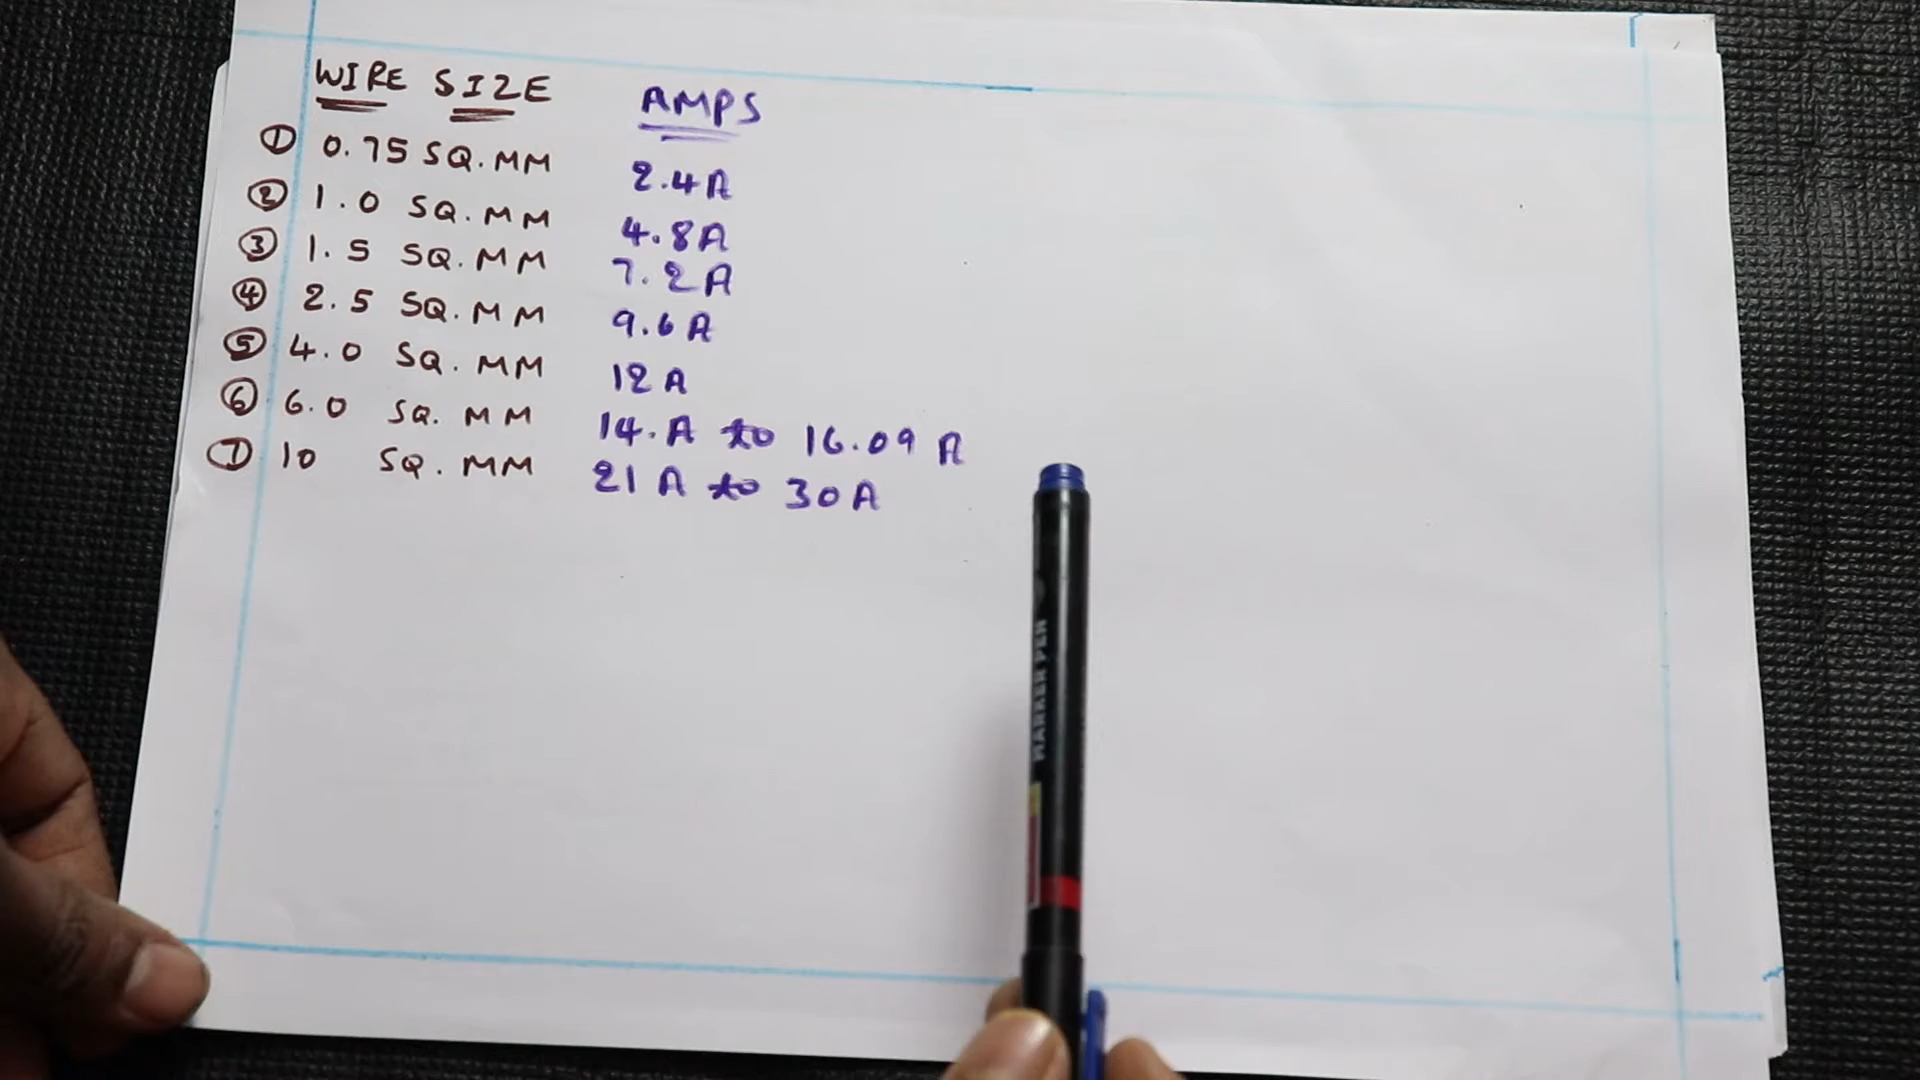 WIRE SIZE AMPS
① 0.75 SQ.MM 2.4A
② 1.0 SQ.MM 4.8A
③ 1.5 SQ.MM 7.2A
④ 2.5 SQ.MM 9.6A
⑤ 4.0 SQ.MM 12A
⑥ 6.0 SQ.MM 14.A to 16.09 A
⑦ 10 SQ.MM 21A to 30A
MARKER PEN